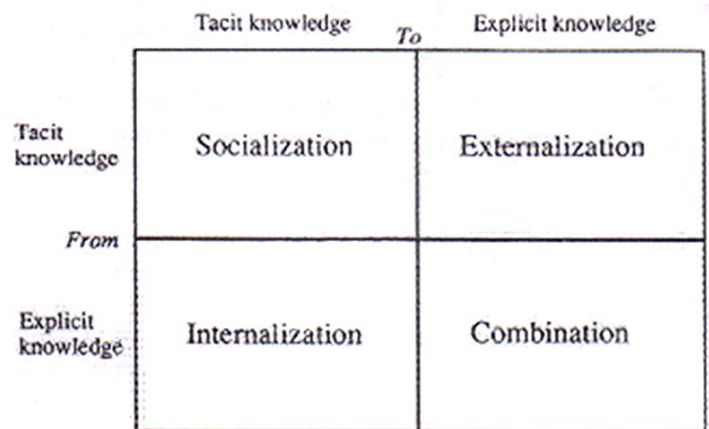 Tacit knowledge To Explicit knowledge
Tacit
knowledge
Socialization Externalization
From
Explicit
knowledge
Internalization Combination